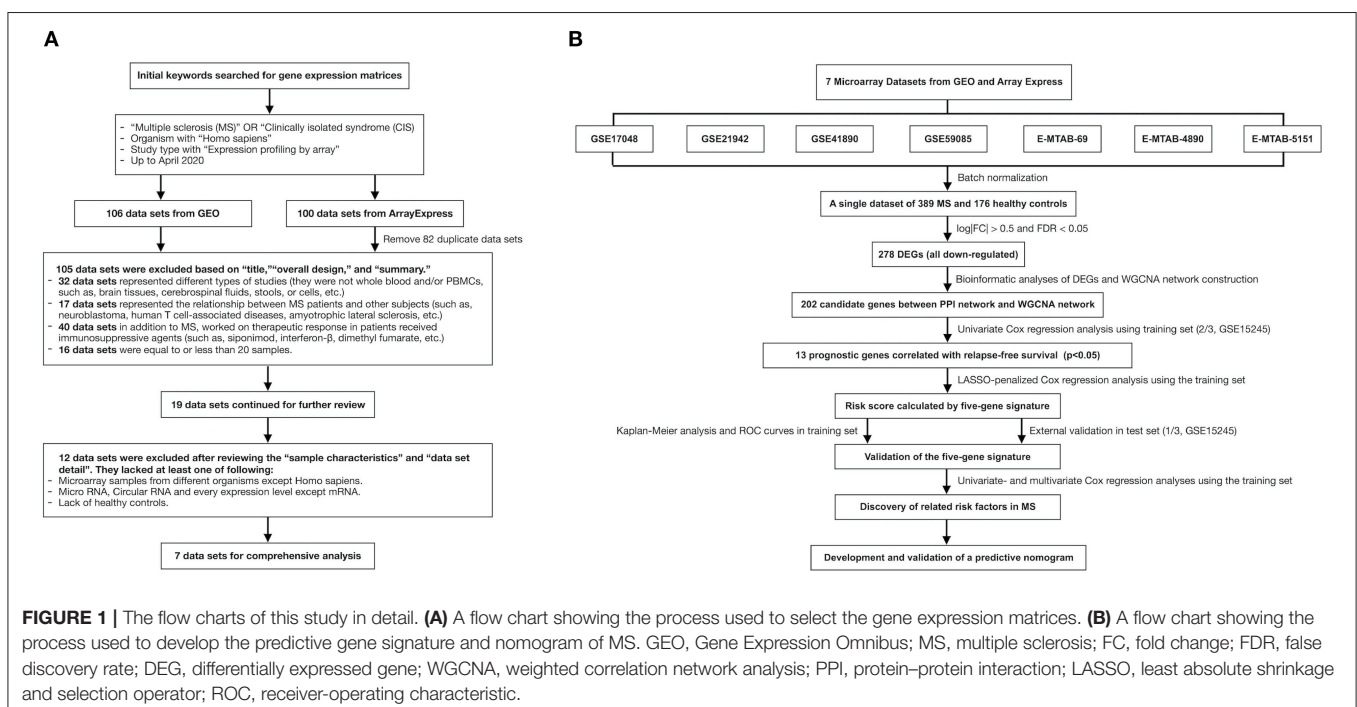 A
Initial keywords searched for gene expression matrices
- “Multiple sclerosis (MS)” OR “Clinically isolated syndrome (CIS)
- Organism with “Homo sapiens”
- Study type with “Expression profiling by array”
- Up to April 2020
106 data sets from GEO
100 data sets from ArrayExpress
Remove 82 duplicate data sets
105 data sets were excluded based on “title,”“overall design,” and “summary.”
- 32 data sets represented different types of studies (they were not whole blood and/or PBMCs,
such as, brain tissues, cerebrospinal fluids, stools, or cells, etc.)
- 17 data sets represented the relationship between MS patients and other subjects (such as,
neuroblastoma, human T cell-associated diseases, amyotrophic lateral sclerosis, etc.)
- 40 data sets in addition to MS, worked on therapeutic response in patients received
immunosuppressive agents (such as, siponimod, interferon-β, dimethyl fumarate, etc.)
- 16 data sets were equal to or less than 20 samples.
19 data sets continued for further review
12 data sets were excluded after reviewing the “sample characteristics” and “data set
detail”. They lacked at least one of following:
- Microarray samples from different organisms except Homo sapiens.
- Micro RNA, Circular RNA and every expression level except mRNA.
- Lack of healthy controls.
7 data sets for comprehensive analysis
B
7 Microarray Datasets from GEO and Array Express
GSE17048
GSE21942
GSE41890
GSE59085
E-MTAB-69
E-MTAB-4890
E-MTAB-5151
Batch normalization
A single dataset of 389 MS and 176 healthy controls
log|FC| > 0.5 and FDR < 0.05
278 DEGs (all down-regulated)
Bioinformatic analyses of DEGs and WGCNA network construction
202 candidate genes between PPI network and WGCNA network
Univariate Cox regression analysis using training set (2/3, GSE15245)
13 prognostic genes correlated with relapse-free survival (p<0.05)
LASSO-penalized Cox regression analysis using the training set
Risk score calculated by five-gene signature
Kaplan-Meier analysis and ROC curves in training set
External validation in test set (1/3, GSE15245)
Validation of the five-gene signature
Univariate- and multivariate Cox regression analyses using the training set
Discovery of related risk factors in MS
Development and validation of a predictive nomogram
FIGURE 1 | The flow charts of this study in detail. (A) A flow chart showing the process used to select the gene expression matrices. (B) A flow chart showing the
process used to develop the predictive gene signature and nomogram of MS. GEO, Gene Expression Omnibus; MS, multiple sclerosis; FC, fold change; FDR, false
discovery rate; DEG, differentially expressed gene; WGCNA, weighted correlation network analysis; PPI, protein–protein interaction; LASSO, least absolute shrinkage
and selection operator; ROC, receiver-operating characteristic.